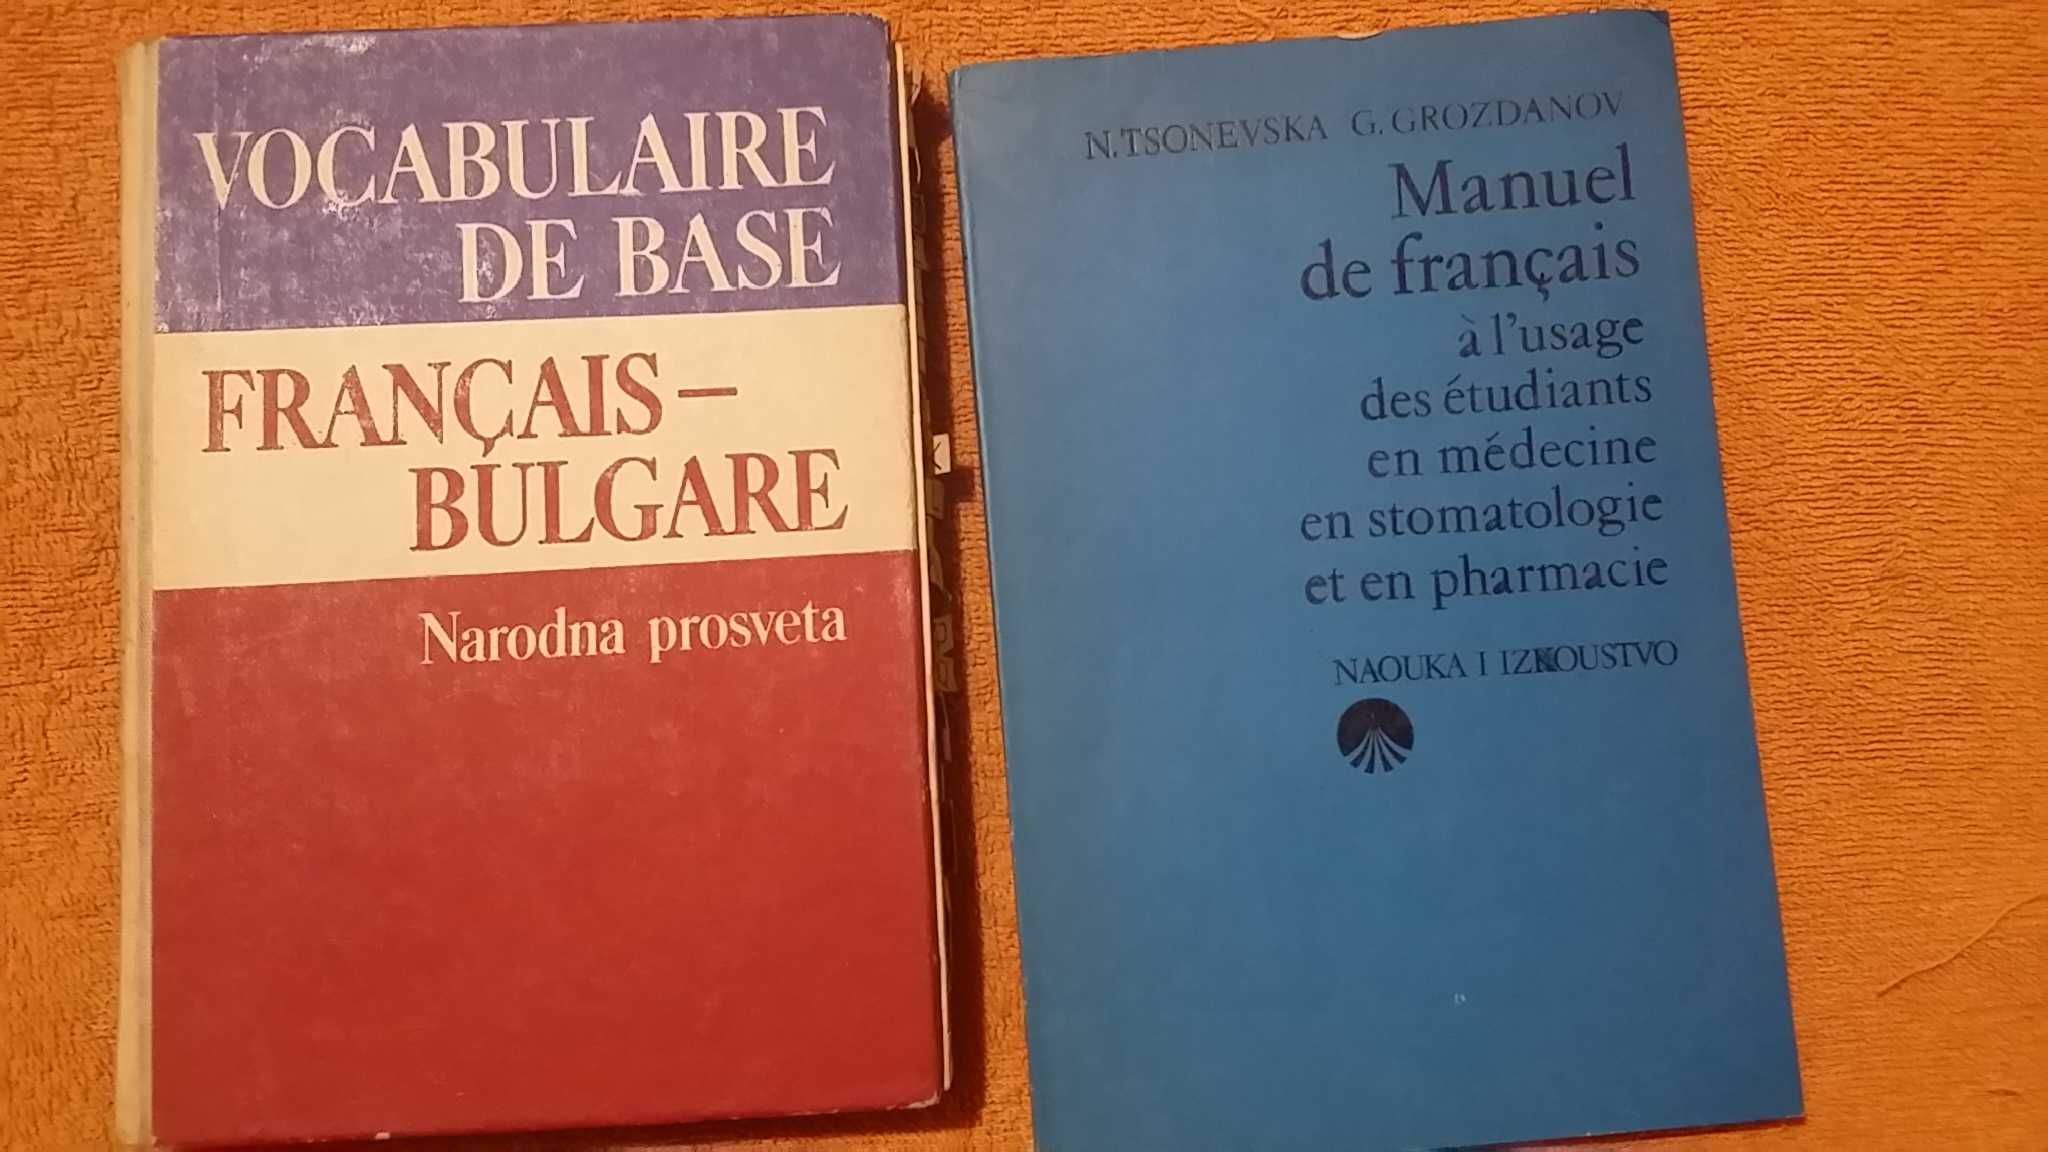 VOCABULAIRE
DE BASE
FRANÇAIS –
BULGARE
Narodna prosveta
N. TSONEVSKA G. GROZDANOV
Manuel
de français
à l'usage
des étudiants
en médecine
en stomatologie
et en pharmacie
NAOUKA I IZKOUSTVO